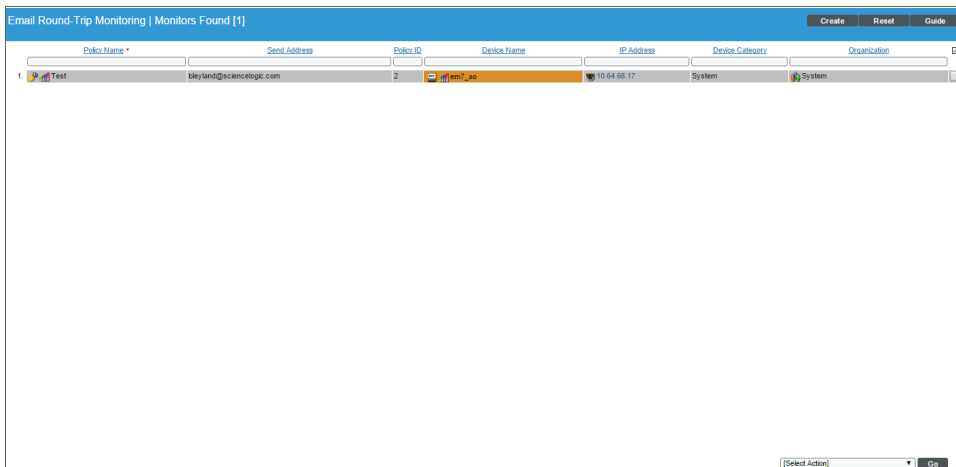 Email Round-Trip Monitoring | Monitors Found [1]
Create Reset Guide
Policy Name • Send Address Policy ID Device Name IP Address Device Category Organization
1. Test bleyland@sciencelogic.com 2 em7_ao 10.64.68.17 System System
[Select Action] Go